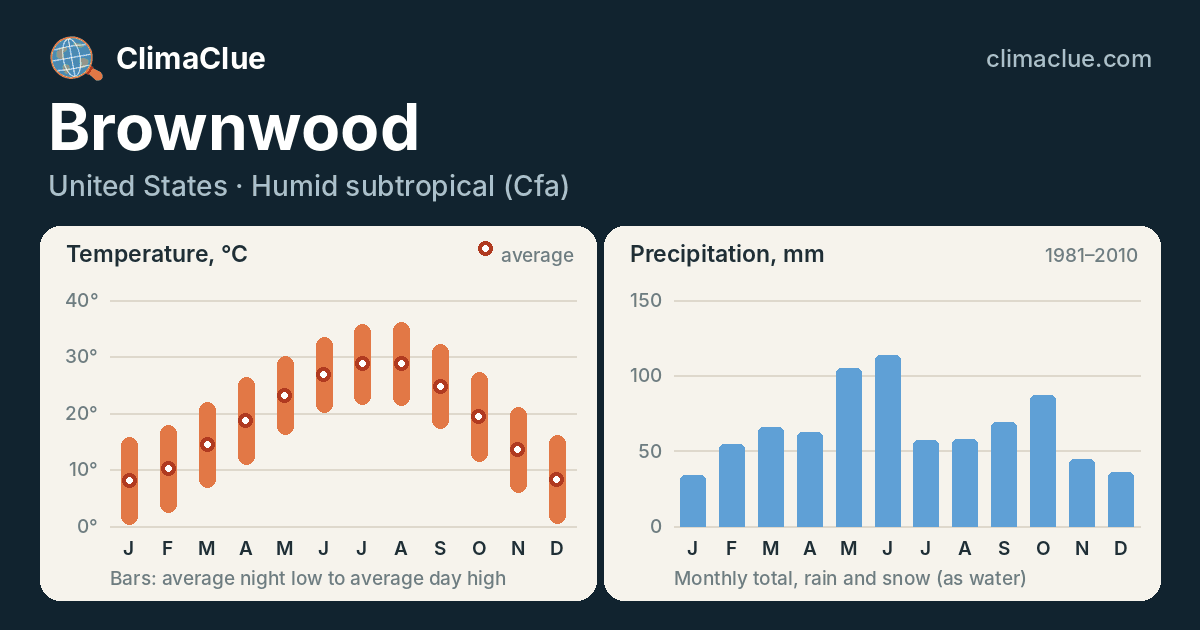 ClimaClue
climaclue.com
Brownwood
United States · Humid subtropical (Cfa)
Temperature, °C
average
40°
30°
20°
10°
0°
J F M A M J J A S O N D
Bars: average night low to average day high
Precipitation, mm
1981–2010
150
100
50
0
J F M A M J J A S O N D
Monthly total, rain and snow (as water)